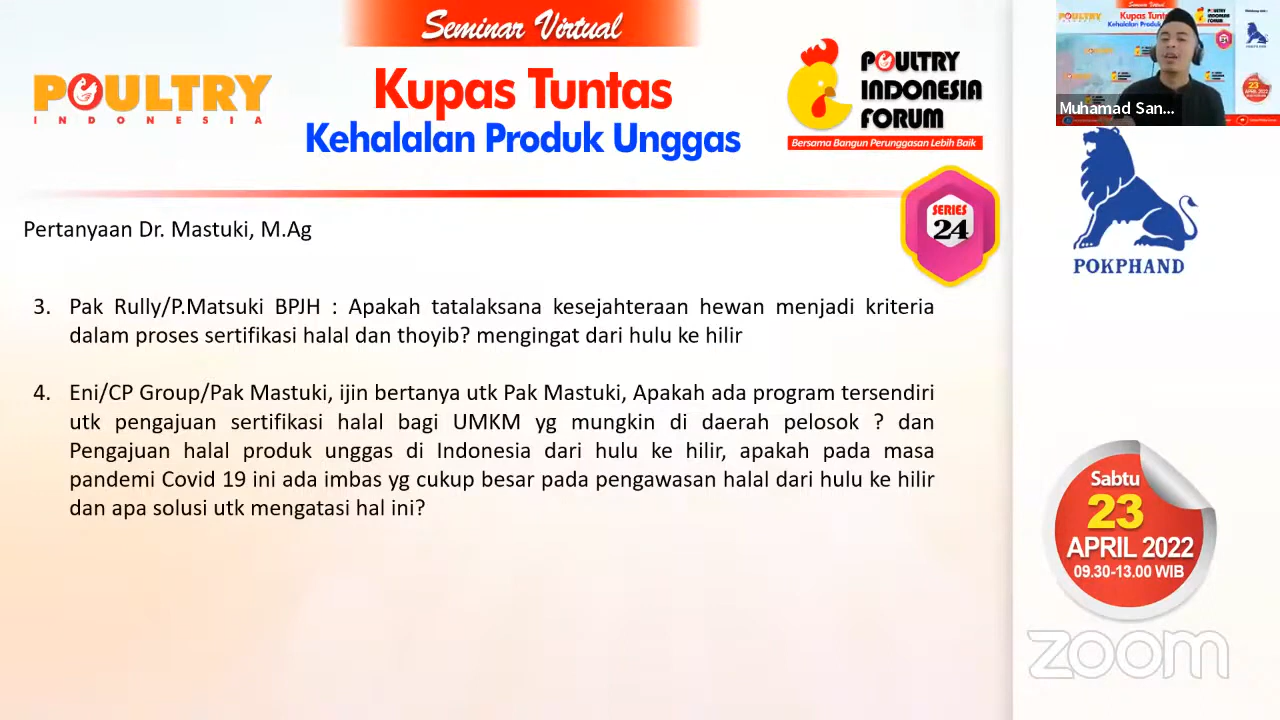 Seminar Virtual
POULTRY
INDONESIA
Kupas Tuntas
Kehalalan Produk Unggas
POULTRY
INDONESIA
FORUM
Bersama Bangun Perunggasan Lebih Baik
Muhamad San...
SERIES
24
POKPHAND
Pertanyaan Dr. Mastuki, M.Ag
3. Pak Rully/P.Matsuki BPJH : Apakah tatalaksana kesejahteraan hewan menjadi kriteria
dalam proses sertifikasi halal dan thoyib? mengingat dari hulu ke hilir
4. Eni/CP Group/Pak Mastuki, ijin bertanya utk Pak Mastuki, Apakah ada program tersendiri
utk pengajuan sertifikasi halal bagi UMKM yg mungkin di daerah pelosok ? dan
Pengajuan halal produk unggas di Indonesia dari hulu ke hilir, apakah pada masa
pandemi Covid 19 ini ada imbas yg cukup besar pada pengawasan halal dari hulu ke hilir
dan apa solusi utk mengatasi hal ini?
Sabtu
23
APRIL 2022
09.30-13.00 WIB
zoom